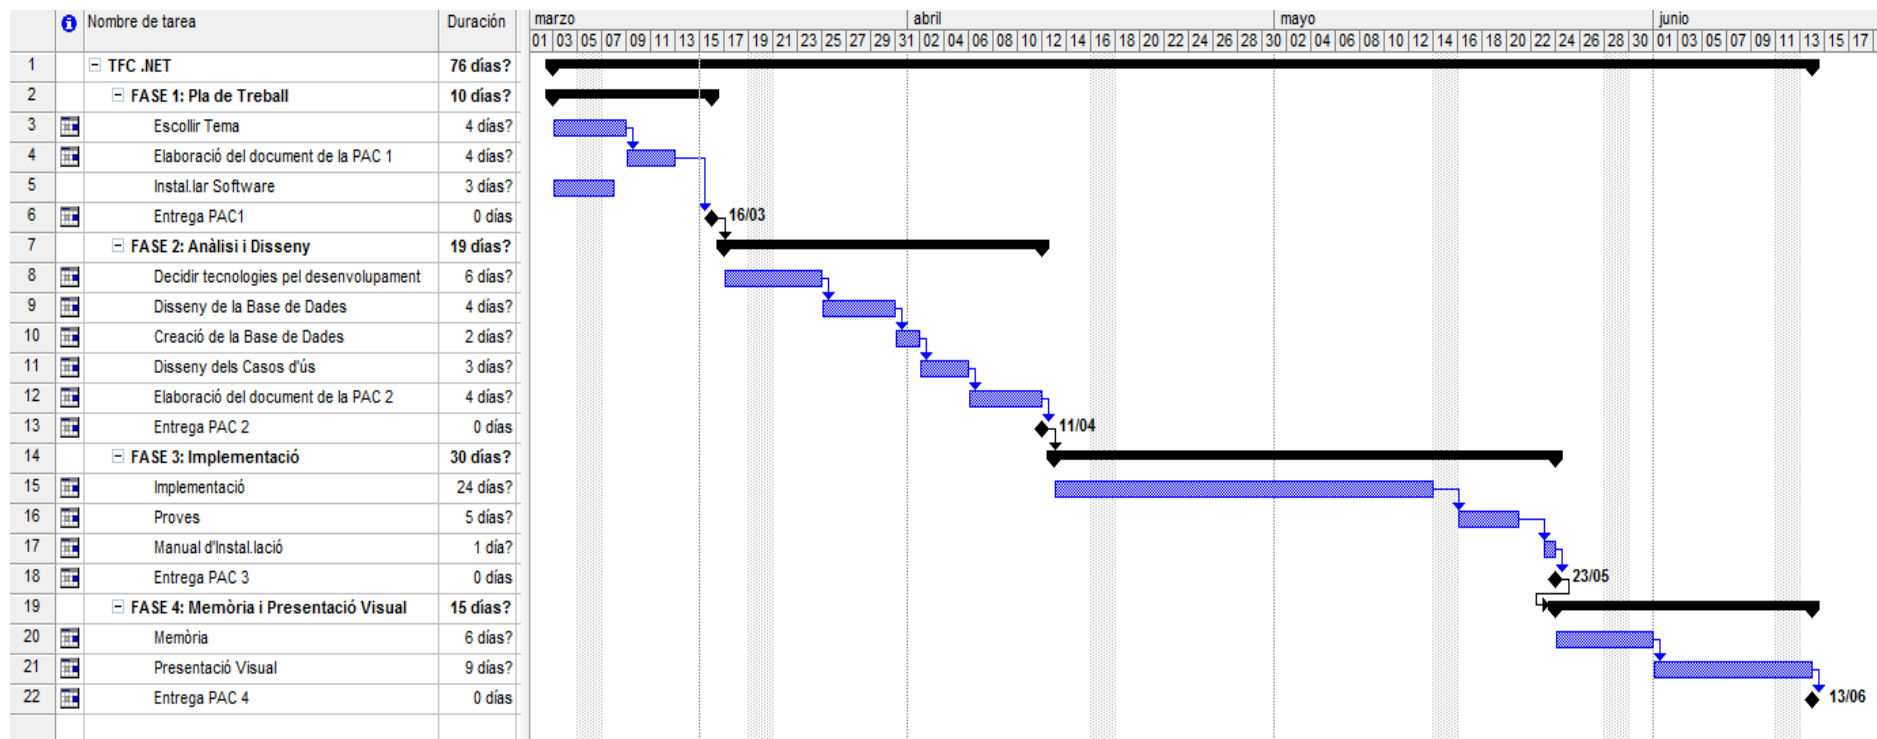 Nombre de tarea Duración marzo abril mayo junio
01 03 05 07 09 11 13 15 17 19 21 23 25 27 29 31 02 04 06 08 10 12 14 16 18 20 22 24 26 28 30 02 04 06 08 10 12 14 16 18 20 22 24 26 28 30 01 03 05 07 09 11 13 15 17
1 TFC .NET 76 días?
2 FASE 1: Pla de Treball 10 días?
3 Escollir Tema 4 días?
4 Elaboració del document de la PAC 1 4 días?
5 Instal.lar Software 3 días?
6 Entrega PAC1 0 días 16/03
7 FASE 2: Anàlisi i Disseny 19 días?
8 Decidir tecnologies pel desenvolupament 6 días?
9 Disseny de la Base de Dades 4 días?
10 Creació de la Base de Dades 2 días?
11 Disseny dels Casos d'ús 3 días?
12 Elaboració del document de la PAC 2 4 días?
13 Entrega PAC 2 0 días 11/04
14 FASE 3: Implementació 30 días?
15 Implementació 24 días?
16 Proves 5 días?
17 Manual d'Instal.lació 1 día?
18 Entrega PAC 3 0 días 23/05
19 FASE 4: Memòria i Presentació Visual 15 días?
20 Memòria 6 días?
21 Presentació Visual 9 días?
22 Entrega PAC 4 0 días 13/06